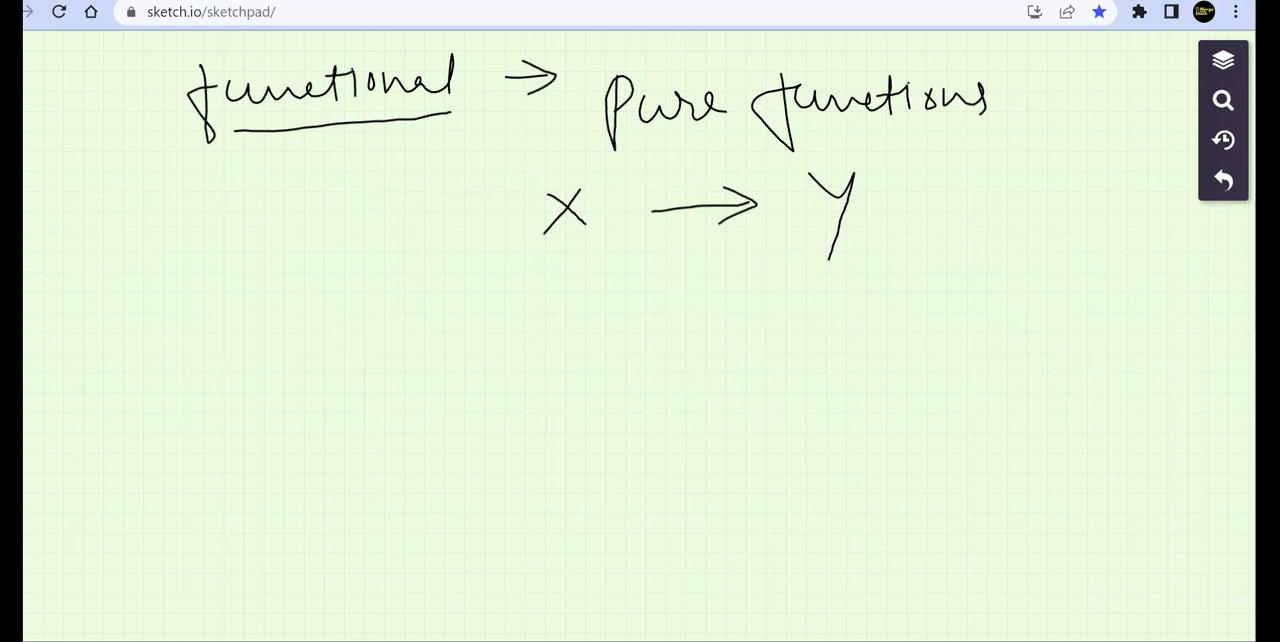 sketch.io/sketchpad/
functional → Pure functions
X → Y